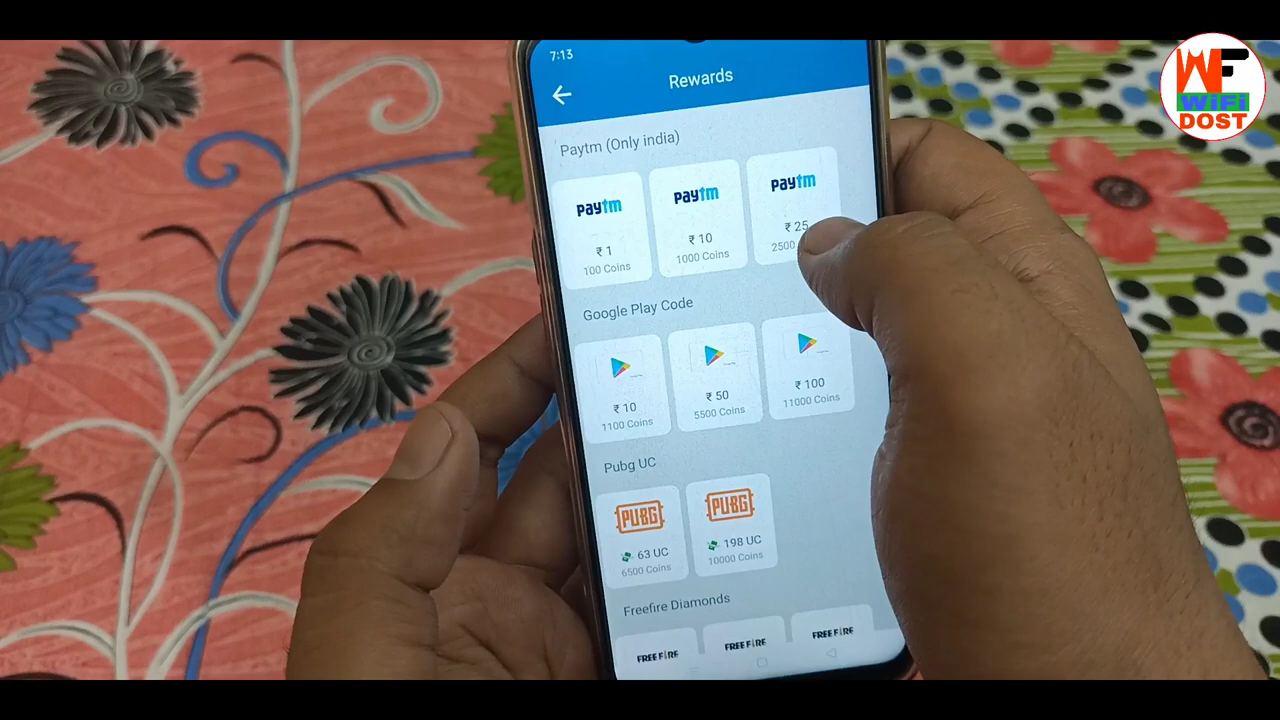 7:13
Rewards
WF
WiFi
DOST
Paytm (Only india)
paytm
paytm
paytm
₹ 1
₹ 10
₹ 25
100 Coins
1000 Coins
2500
Google Play Code
₹ 10
₹ 50
₹ 100
1100 Coins
5500 Coins
11000 Coins
Pubg UC
PUBG
PUBG
63 UC
198 UC
6500 Coins
10000 Coins
Freefire Diamonds
FREE FIRE
FREE FIRE
FREE FIRE